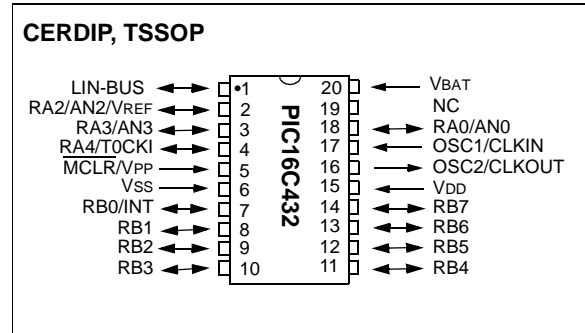 CERDIP, TSSOP
LIN-BUS 1 20 VBAT
RA2/AN2/VREF 2 19 NC
RA3/AN3 3 18 RA0/AN0
RA4/T0CKI 4 17 OSC1/CLKIN
MCLR/VPP 5 16 OSC2/CLKOUT
VSS 6 15 VDD
RB0/INT 7 14 RB7
RB1 8 13 RB6
RB2 9 12 RB5
RB3 10 11 RB4
PIC16C432